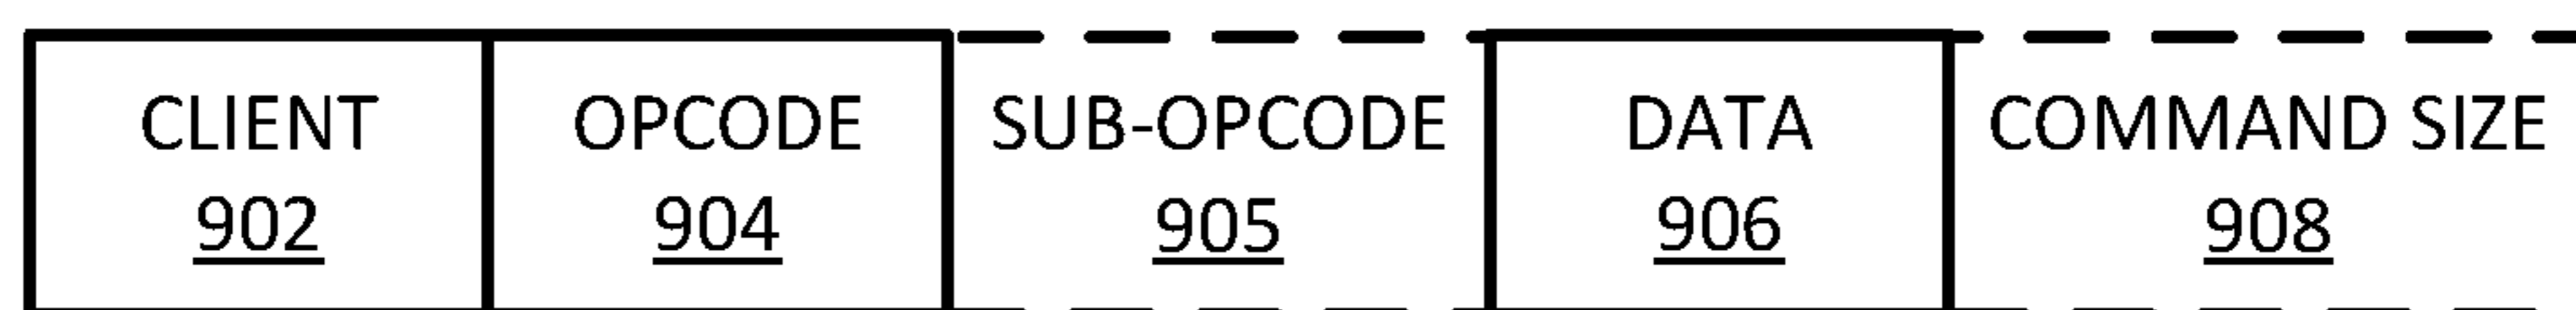 CLIENT OPCODE SUB-OPCODE DATA COMMAND SIZE
902 904 905 906 908